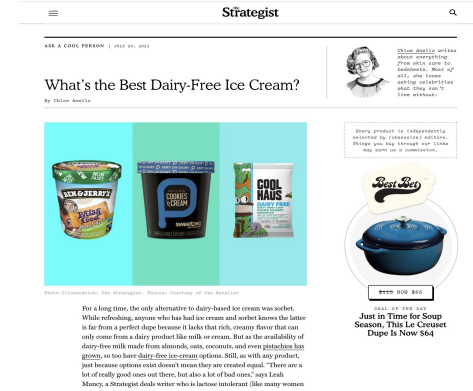 the
Strategist
ASK A COOL PERSON | JULY 20, 2021
What's the Best Dairy-Free Ice Cream?
By Chloe Anello
Chloe Anello writes
about everything
from skin care to
bedsheets. Most of
all, she loves
asking celebrities
what they can't
live without.
Every product is independently
selected by (obsessive) editors.
Things you buy through our links
may earn us a commission.
BEN & JERRY'S
COOKIES
CREAM
sweetpea
COOL
HAUS
DAIRY FREE
Best Bet
$115 NOW $66
DEAL OF THE DAY
Just in Time for Soup
Season, This Le Creuset
Dupe Is Now $64
Photo-Illustration: The Strategist. Photos: Courtesy of the Retailer
For a long time, the only alternative to dairy-based ice cream was sorbet.
While refreshing, anyone who has had ice cream and sorbet knows the latter
is far from a perfect dupe because it lacks that rich, creamy flavor that can
only come from a dairy product like milk or cream. But as the availability of
dairy-free milk made from almonds, oats, coconuts, and even pistachios has
grown, so too have dairy-free ice-cream options. Still, as with any product,
just because options exist doesn't mean they are created equal. "There are a
lot of really good ones out there, but also a lot of bad ones," says Leah
Muncy, a Strategist deals writer who is lactose intolerant (like many women